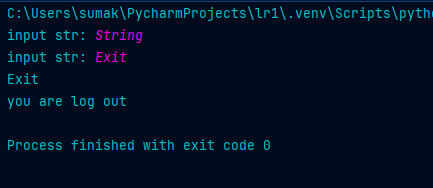 C:\Users\sumak\PycharmProjects\lr1\.venv\Scripts\pytho
input str: String
input str: Exit
Exit
you are log out
Process finished with exit code 0